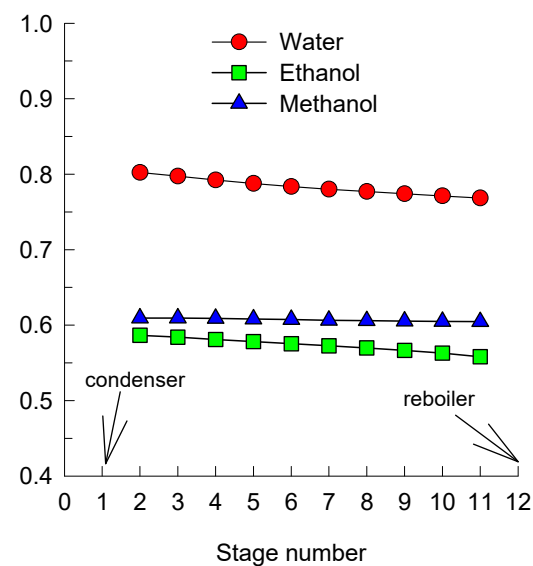 1.0
Water
Ethanol
Methanol
0.9
0.8
0.7
0.6
0.5
0.4
condenser
reboiler
0 1 2 3 4 5 6 7 8 9 10 11 12
Stage number